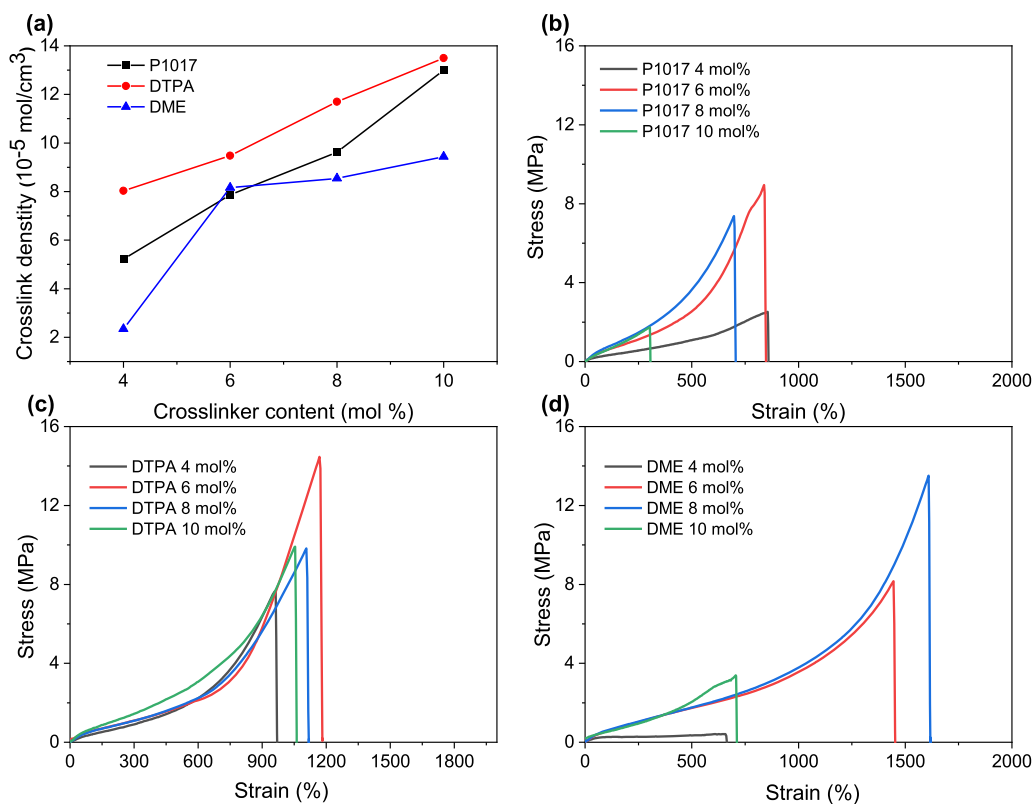 (a)
14
12
10
8
6
4
2
Crosslink denstity (10-5 mol/cm3)
P1017
DTPA
DME
4
6
8
10
Crosslinker content (mol %)
(b)
16
12
8
4
0
Stress (MPa)
P1017 4 mol%
P1017 6 mol%
P1017 8 mol%
P1017 10 mol%
0
500
1000
1500
2000
Strain (%)
(c)
16
12
8
4
0
Stress (MPa)
DTPA 4 mol%
DTPA 6 mol%
DTPA 8 mol%
DTPA 10 mol%
0
300
600
900
1200
1500
1800
Strain (%)
(d)
16
12
8
4
0
Stress (MPa)
DME 4 mol%
DME 6 mol%
DME 8 mol%
DME 10 mol%
0
500
1000
1500
2000
Strain (%)